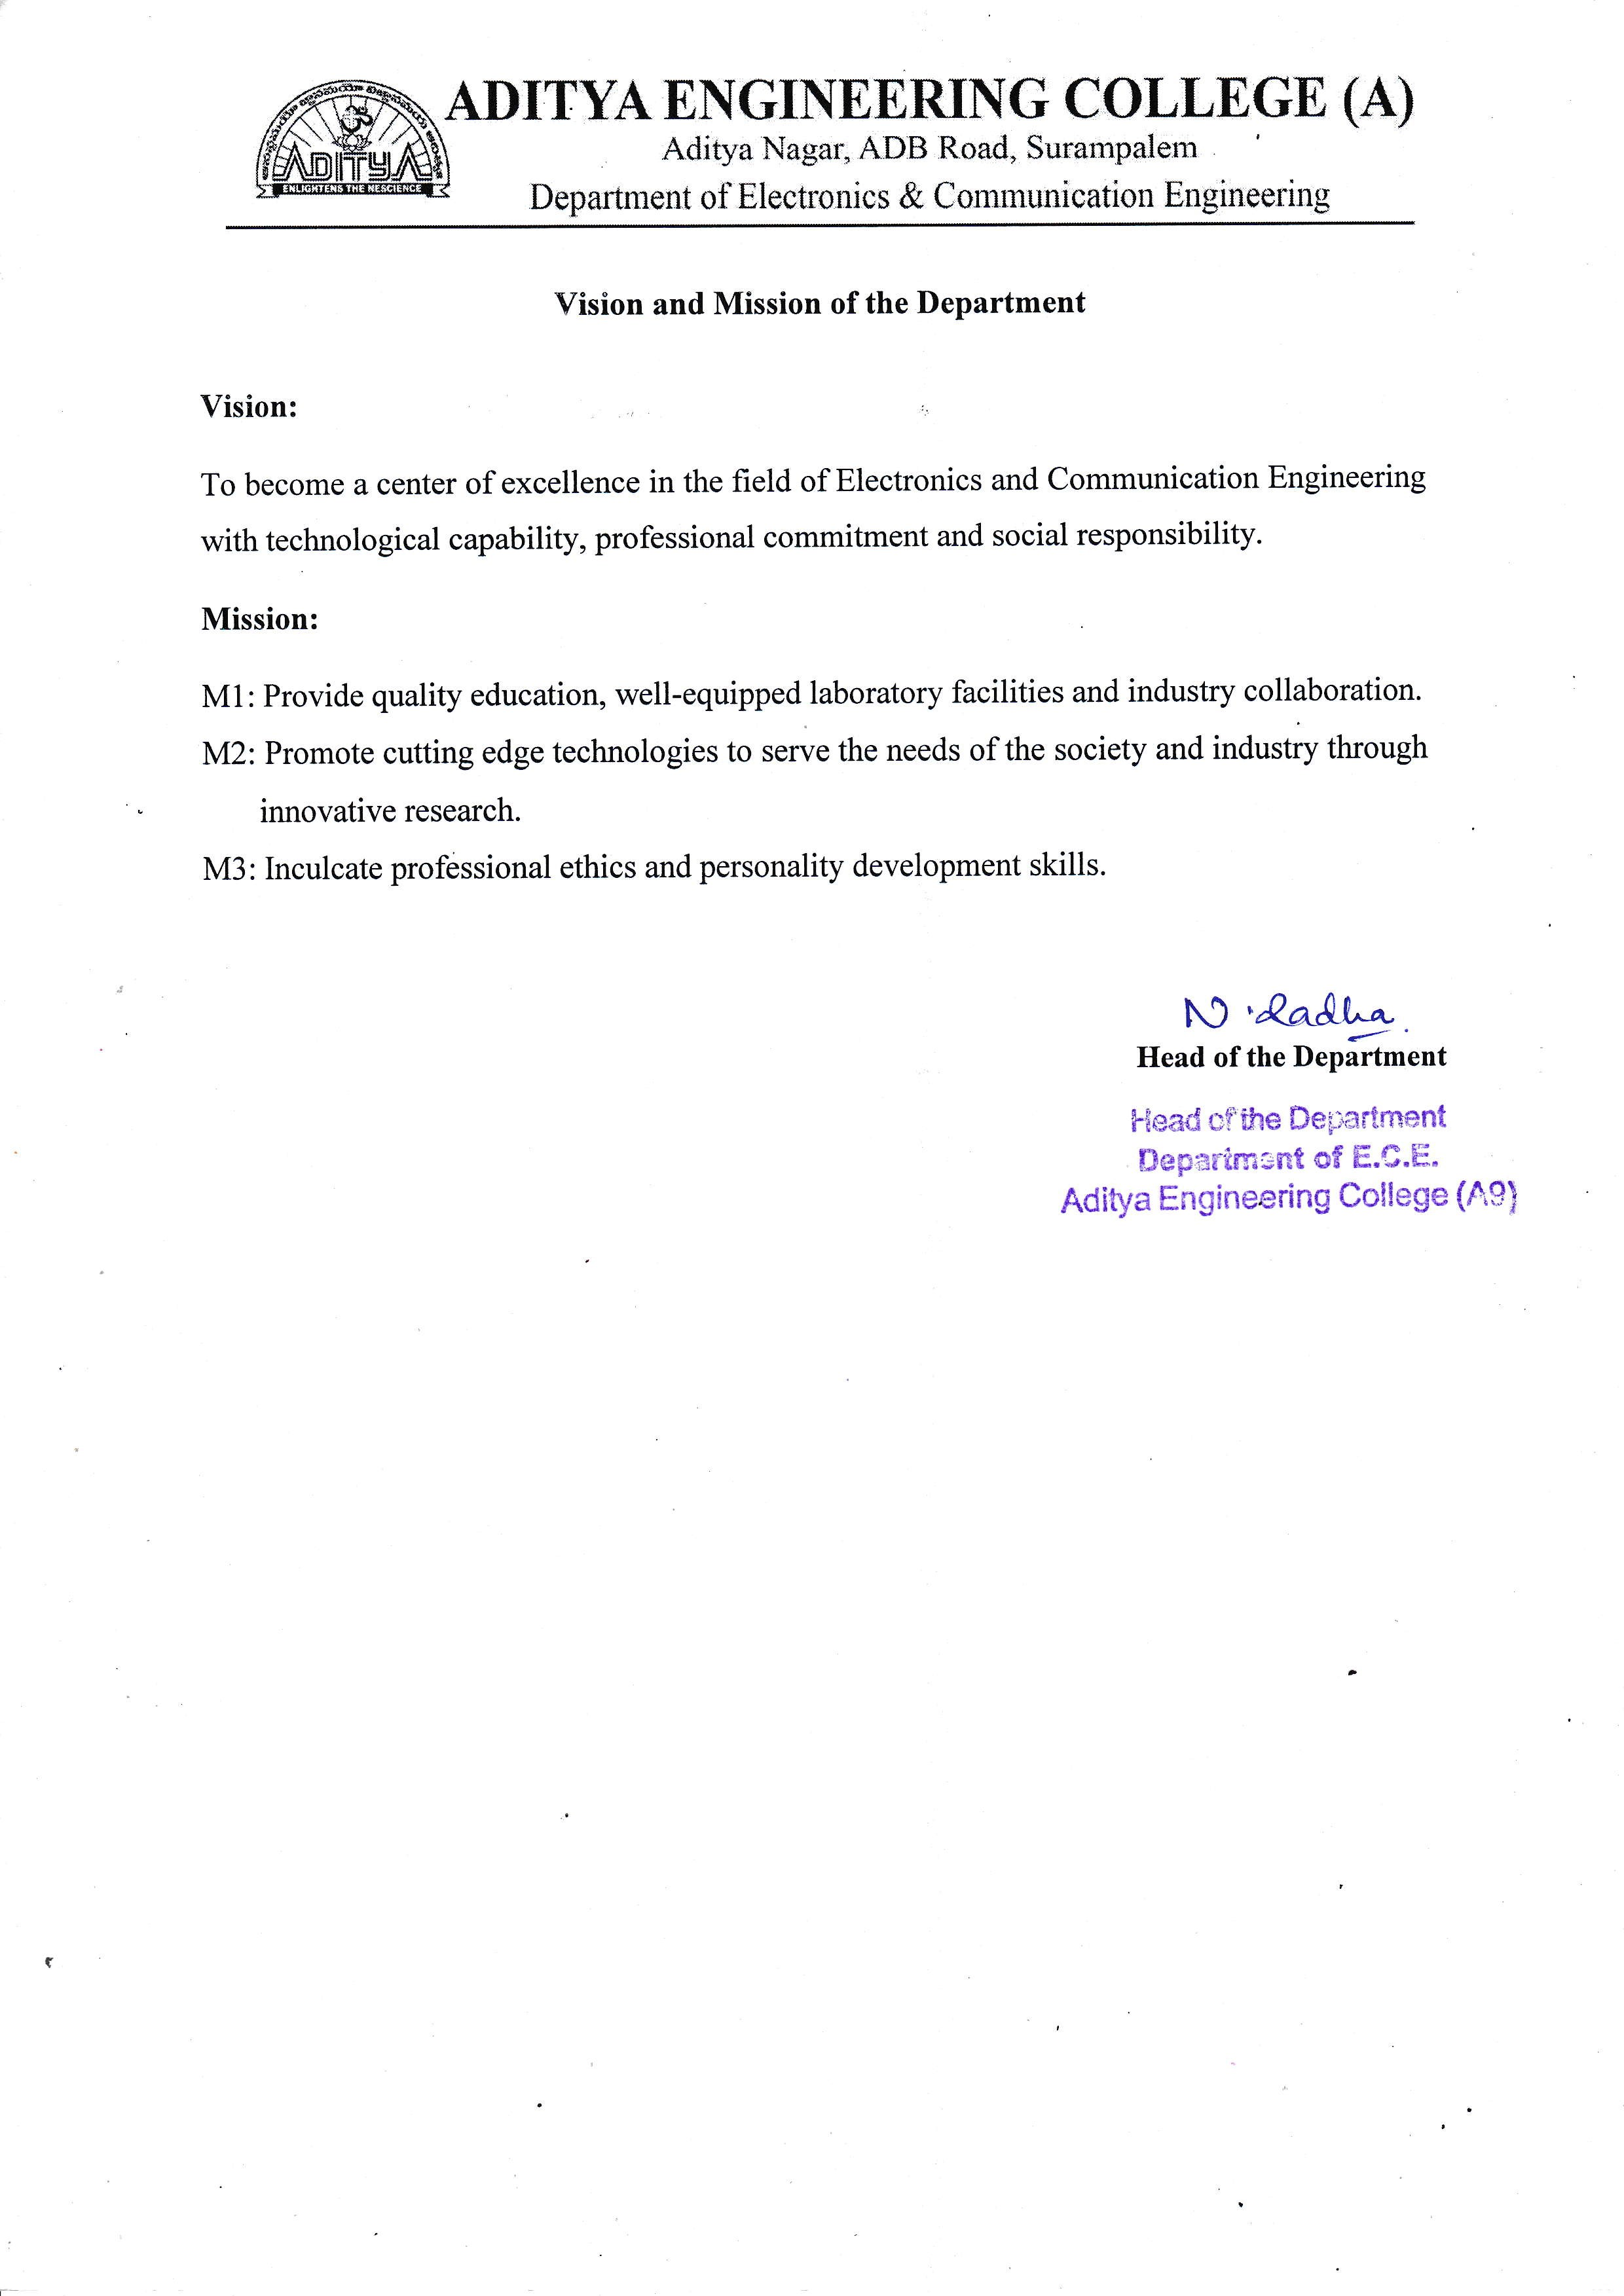 ADITYA ENGINEERING COLLEGE (A)
Aditya Nagar, ADB Road, Surampalem
Department of Electronics & Communication Engineering
ADITYA
ENLIGHTENS THE NESCIENCE
Vision and Mission of the Department
Vision:
To become a center of excellence in the field of Electronics and Communication Engineering
with technological capability, professional commitment and social responsibility.
Mission:
M1: Provide quality education, well-equipped laboratory facilities and industry collaboration.
M2: Promote cutting edge technologies to serve the needs of the society and industry through
innovative research.
M3: Inculcate professional ethics and personality development skills.
N. Radha
Head of the Department
Head of the Department
Department of E.C.E.
Aditya Engineering College (A9)